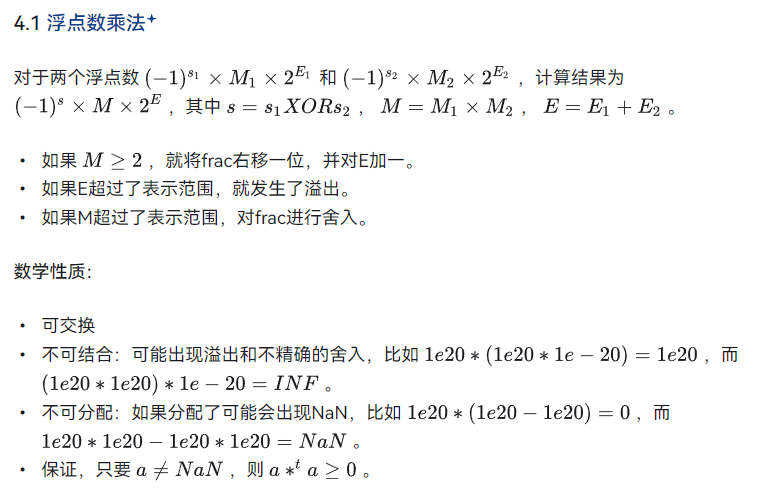 4.1 浮点数乘法
对于两个浮点数 $(-1)^{s_1} \times M_1 \times 2^{E_1}$ 和 $(-1)^{s_2} \times M_2 \times 2^{E_2}$ ，计算结果为
$(-1)^s \times M \times 2^E$ ，其中 $s = s_1 XOR s_2$ ， $M = M_1 \times M_2$ ， $E = E_1 + E_2$ 。
• 如果 $M \geq 2$ ，就将frac右移一位，并对E加一。
• 如果E超过了表示范围，就发生了溢出。
• 如果M超过了表示范围，对frac进行舍入。
数学性质：
• 可交换
• 不可结合：可能出现溢出和不精确的舍入，比如 $1e20 * (1e20 * 1e - 20) = 1e20$ ，而
$(1e20 * 1e20) * 1e - 20 = INF$ 。
• 不可分配：如果分配了可能会出现NaN，比如 $1e20 * (1e20 - 1e20) = 0$ ，而
$1e20 * 1e20 - 1e20 * 1e20 = NaN$ 。
• 保证，只要 $a \neq NaN$ ，则 $a *^t a \geq 0$ 。